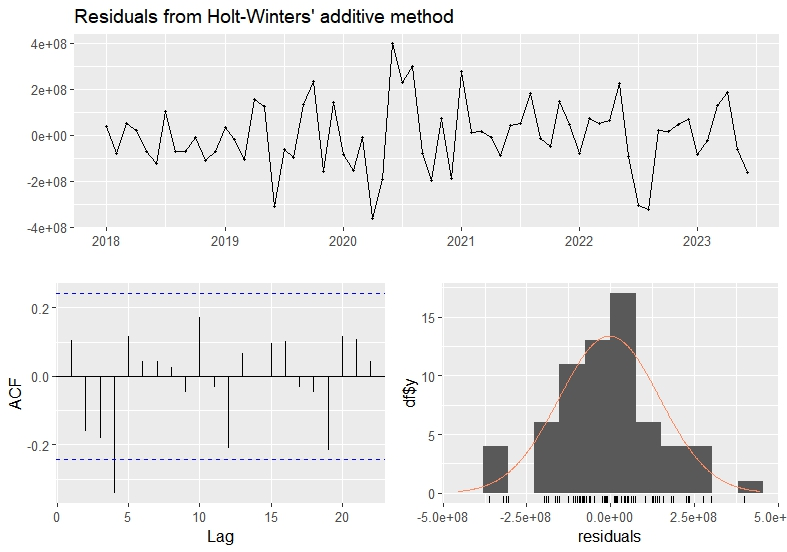 Residuals from Holt-Winters' additive method
4e+08
2e+08
0e+00
-2e+08
-4e+08
2018 2019 2020 2021 2022 2023
ACF
0.2
0.0
-0.2
0 5 10 15 20
Lag
df$y
15
10
5
0
-5.0e+08 -2.5e+08 0.0e+00 2.5e+08 5.0e+
residuals